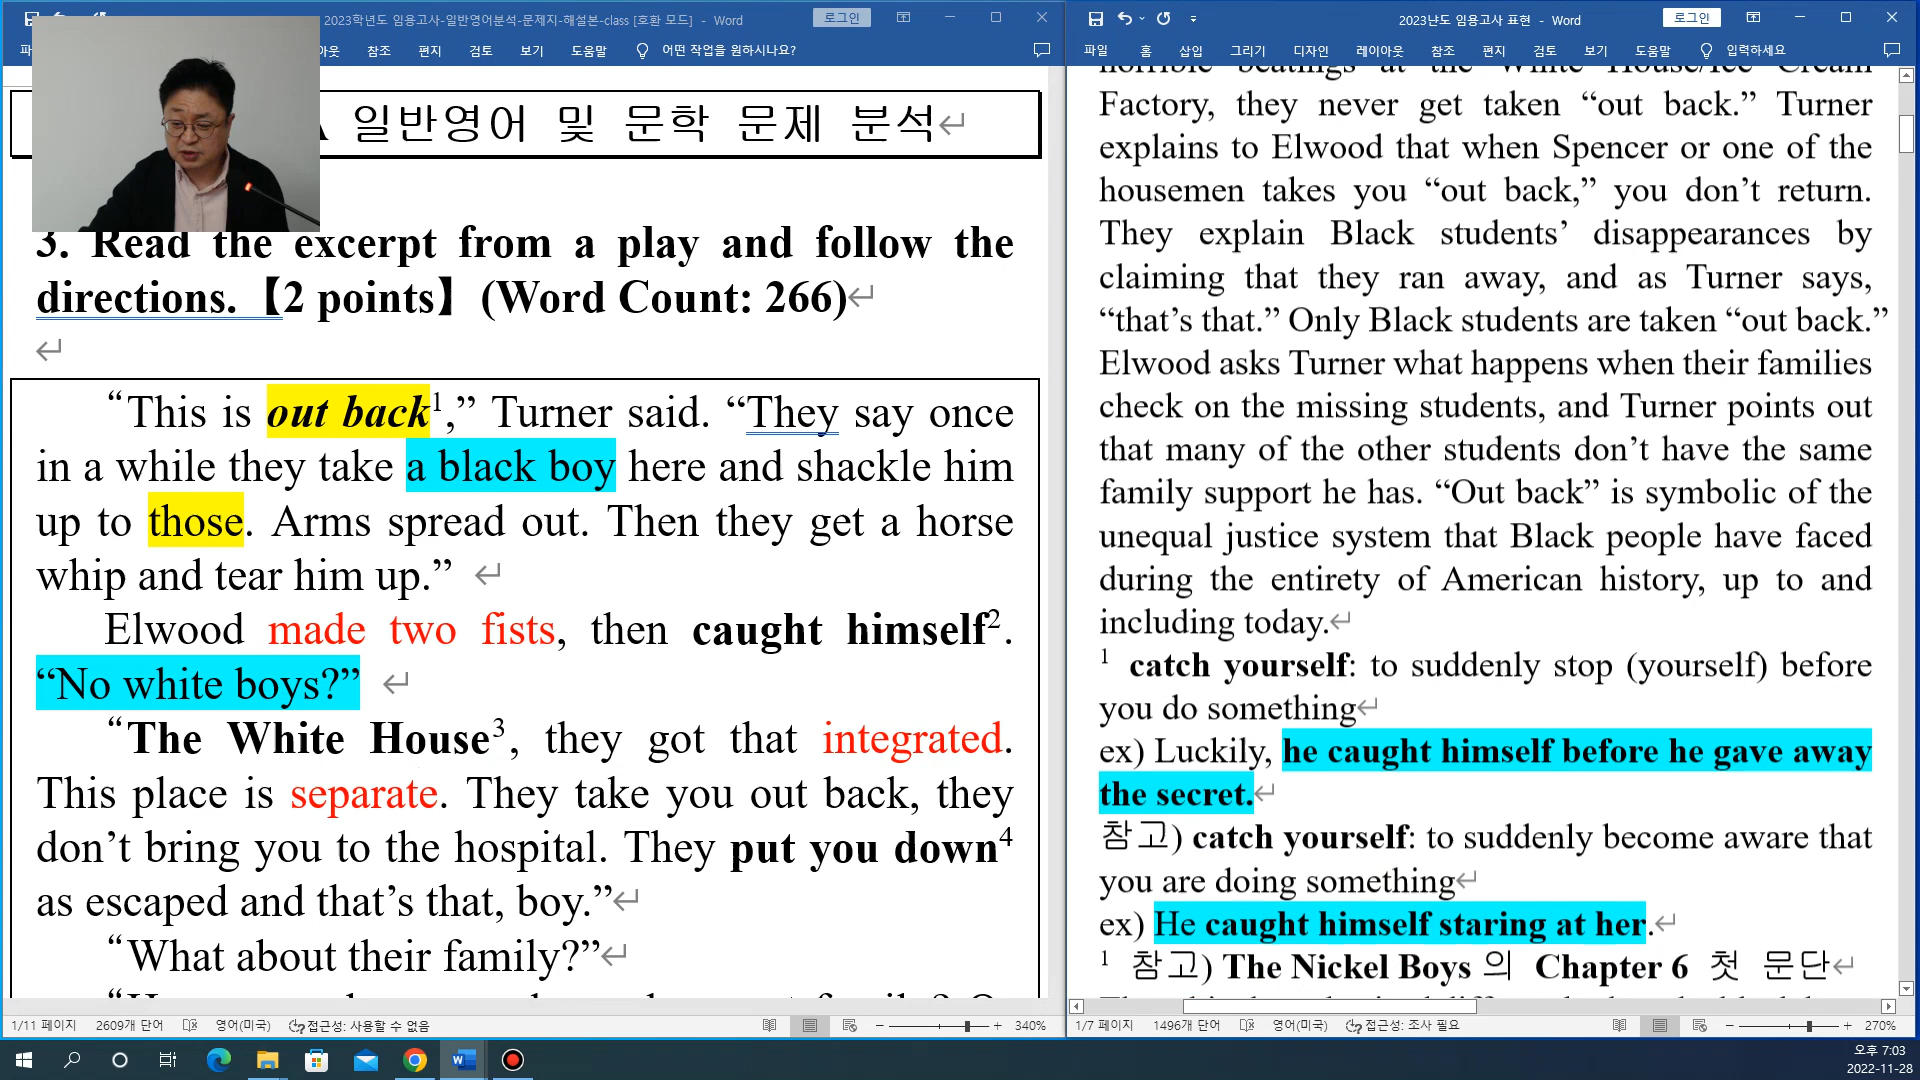 2023학년도 임용고사-일반영어분석-문제지-해설본-class [호환 모드] - Word
로그인
참조 편지 검토 보기 도움말 어떤 작업을 원하시나요?
일반영어 및 문학 문제 분석
3. Read the excerpt from a play and follow the
directions.【2 points】(Word Count: 266)
“This is out back1,” Turner said. “They say once
in a while they take a black boy here and shackle him
up to those. Arms spread out. Then they get a horse
whip and tear him up.”
Elwood made two fists, then caught himself2.
“No white boys?”
“The White House3, they got that integrated.
This place is separate. They take you out back, they
don’t bring you to the hospital. They put you down4
as escaped and that’s that, boy.”
“What about their family?”
1/11 페이지 2609개 단어 영어(미국) 접근성: 사용할 수 없음 340%
2023년도 임용고사 표현 - Word
로그인
파일 홈 삽입 그리기 디자인 레이아웃 참조 편지 검토 보기 도움말 입력하세요
horrible beatings at the White House/Ice Cream
Factory, they never get taken “out back.” Turner
explains to Elwood that when Spencer or one of the
housemen takes you “out back,” you don’t return.
They explain Black students’ disappearances by
claiming that they ran away, and as Turner says,
“that’s that.” Only Black students are taken “out back.”
Elwood asks Turner what happens when their families
check on the missing students, and Turner points out
that many of the other students don’t have the same
family support he has. “Out back” is symbolic of the
unequal justice system that Black people have faced
during the entirety of American history, up to and
including today.
1 catch yourself: to suddenly stop (yourself) before
you do something
ex) Luckily, he caught himself before he gave away
the secret.
참고) catch yourself: to suddenly become aware that
you are doing something
ex) He caught himself staring at her.
1 참고) The Nickel Boys 의 Chapter 6 첫 문단
1/7 페이지 1496개 단어 영어(미국) 접근성: 조사 필요 270%
오후 7:03
2022-11-28